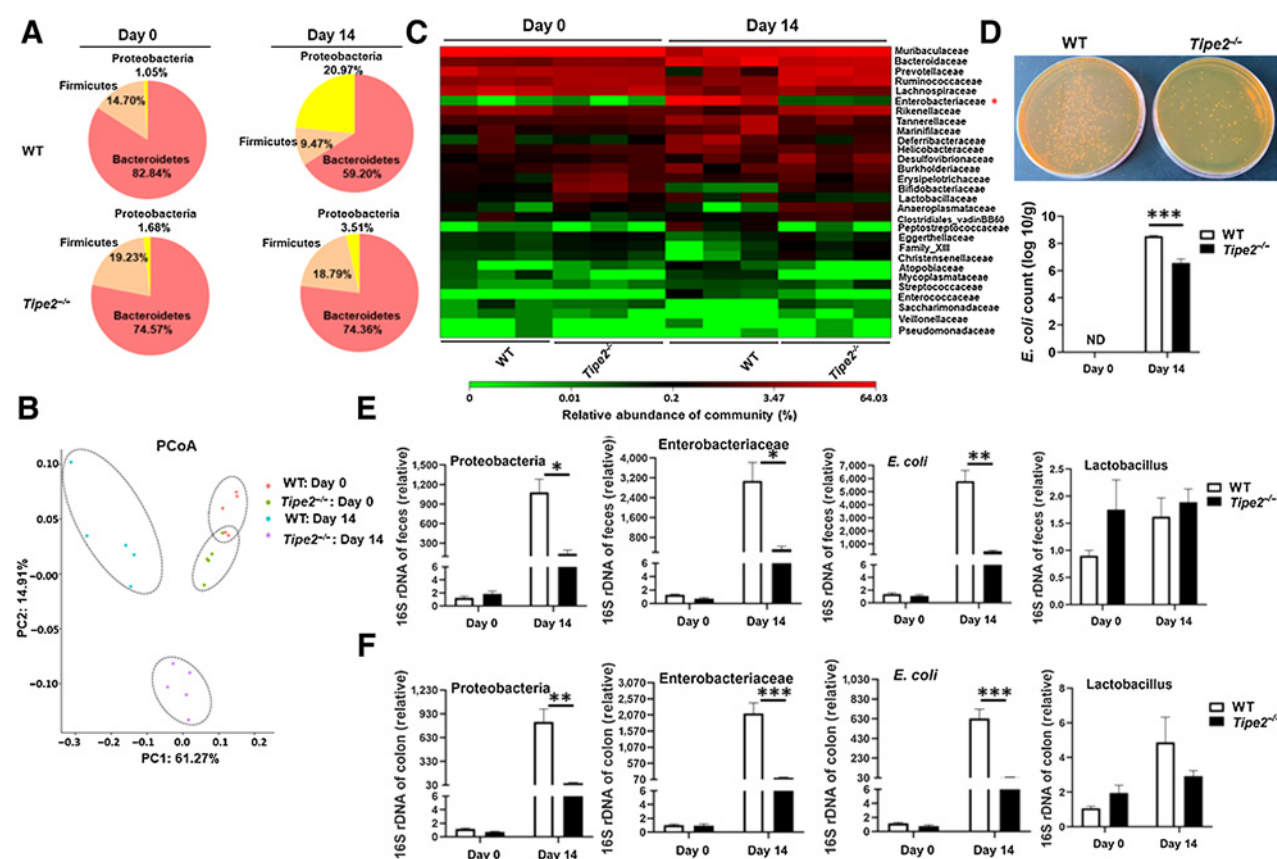 A
Day 0
Day 14
Proteobacteria
1.05%
Firmicutes
14.70%
Bacteroidetes
82.84%
Proteobacteria
20.97%
Firmicutes
9.47%
Bacteroidetes
59.20%
WT
Proteobacteria
1.68%
Firmicutes
19.23%
Bacteroidetes
74.57%
Proteobacteria
3.51%
Firmicutes
18.79%
Bacteroidetes
74.36%
Tipe2−/−
B
PCoA
0.10
0.05
−0.00
−0.05
−0.10
PC2: 14.91%
−0.3 −0.2 −0.1 0.0 0.1 0.2
PC1: 61.27%
WT: Day 0
Tipe2−/−: Day 0
WT: Day 14
Tipe2−/−: Day 14
C
Day 0
Day 14
Muribaculaceae
Bacteroidaceae
Prevotellaceae
Ruminococcaceae
Lachnospiraceae
Enterobacteriaceae *
Rikenellaceae
Tannerellaceae
Marinifilaceae
Deferribacteraceae
Helicobacteraceae
Desulfovibrionaceae
Burkholderiaceae
Erysipelotrichaceae
Bifidobacteriaceae
Lactobacillaceae
Anaeroplasmataceae
Clostridiales_vadinBB60
Peptostreptococcaceae
Eggerthellaceae
Family_XIII
Christensenellaceae
Atopobiaceae
Mycoplasmataceae
Streptococcaceae
Enterococcaceae
Saccharimonadaceae
Veillonellaceae
Pseudomonadaceae
WT
Tipe2−/−
WT
Tipe2−/−
0 0.01 0.2 3.47 64.03
Relative abundance of community (%)
D
WT
Tipe2−/−
E. coli count (log 10/g)
10
8
6
4
2
0
ND
***
WT
Tipe2−/−
Day 0
Day 14
E
16S rDNA of feces (relative)
Proteobacteria
1,500
1,200
900
600
300
6
4
2
0
*
Day 0
Day 14
16S rDNA of feces (relative)
Enterobacteriaceae
4,000
3,200
2,400
1,600
800
6
4
2
0
*
Day 0
Day 14
16S rDNA of feces (relative)
E. coli
7,000
6,000
5,000
4,000
3,000
2,000
1,000
6
4
2
0
**
Day 0
Day 14
16S rDNA of feces (relative)
Lactobacillus
2.5
2.0
1.5
1.0
0.5
0.0
WT
Tipe2−/−
Day 0
Day 14
F
16S rDNA of colon (relative)
Proteobacteria
1,230
930
630
330
30
6
4
2
0
**
Day 0
Day 14
16S rDNA of colon (relative)
Enterobacteriaceae
3,070
2,570
2,070
1,570
1,070
570
70
6
4
2
0
***
Day 0
Day 14
16S rDNA of colon (relative)
E. coli
1,030
830
630
430
230
30
6
4
2
0
***
Day 0
Day 14
16S rDNA of colon (relative)
Lactobacillus
8
6
4
2
0
WT
Tipe2−/−
Day 0
Day 14